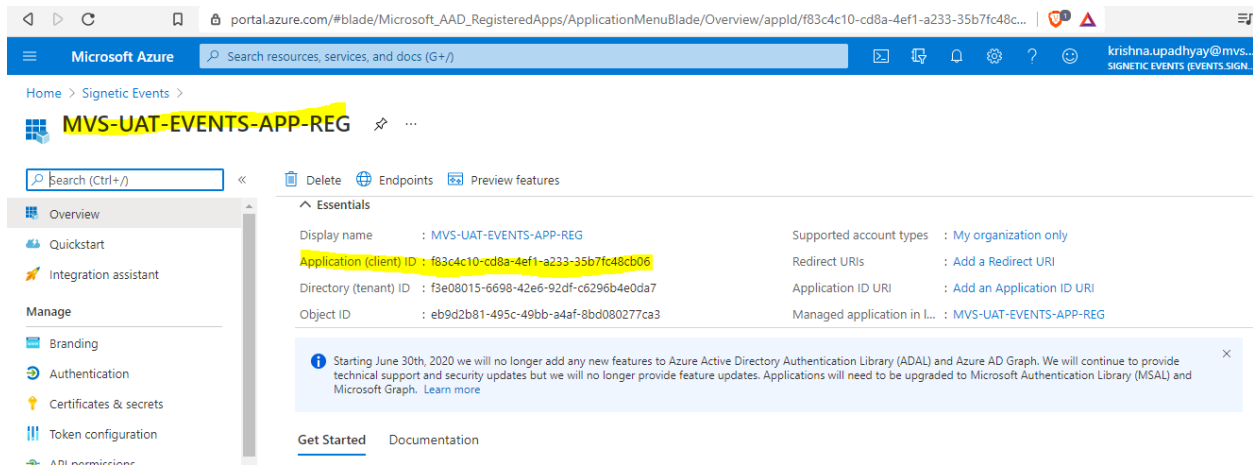 portal.azure.com/#blade/Microsoft_AAD_RegisteredApps/ApplicationMenuBlade/Overview/appId/f83c4c10-cd8a-4ef1-a233-35b7fc48c...
Microsoft Azure
Search resources, services, and docs (G+/)
krishna.upadhyay@mvs...
SIGNETIC EVENTS (EVENTS.SIGN...
Home > Signetic Events >
MVS-UAT-EVENTS-APP-REG ...
Search (Ctrl+/) «
Overview
Quickstart
Integration assistant
Manage
Branding
Authentication
Certificates & secrets
Token configuration
API permissions
Delete Endpoints Preview features
Essentials
Display name : MVS-UAT-EVENTS-APP-REG
Application (client) ID : f83c4c10-cd8a-4ef1-a233-35b7fc48cb06
Directory (tenant) ID : f3e08015-6698-42e6-92df-c6296b4e0da7
Object ID : eb9d2b81-495c-49bb-a4af-8bd080277ca3
Supported account types : My organization only
Redirect URIs : Add a Redirect URI
Application ID URI : Add an Application ID URI
Managed application in l... : MVS-UAT-EVENTS-APP-REG
Starting June 30th, 2020 we will no longer add any new features to Azure Active Directory Authentication Library (ADAL) and Azure AD Graph. We will continue to provide
technical support and security updates but we will no longer provide feature updates. Applications will need to be upgraded to Microsoft Authentication Library (MSAL) and
Microsoft Graph. Learn more
Get Started Documentation